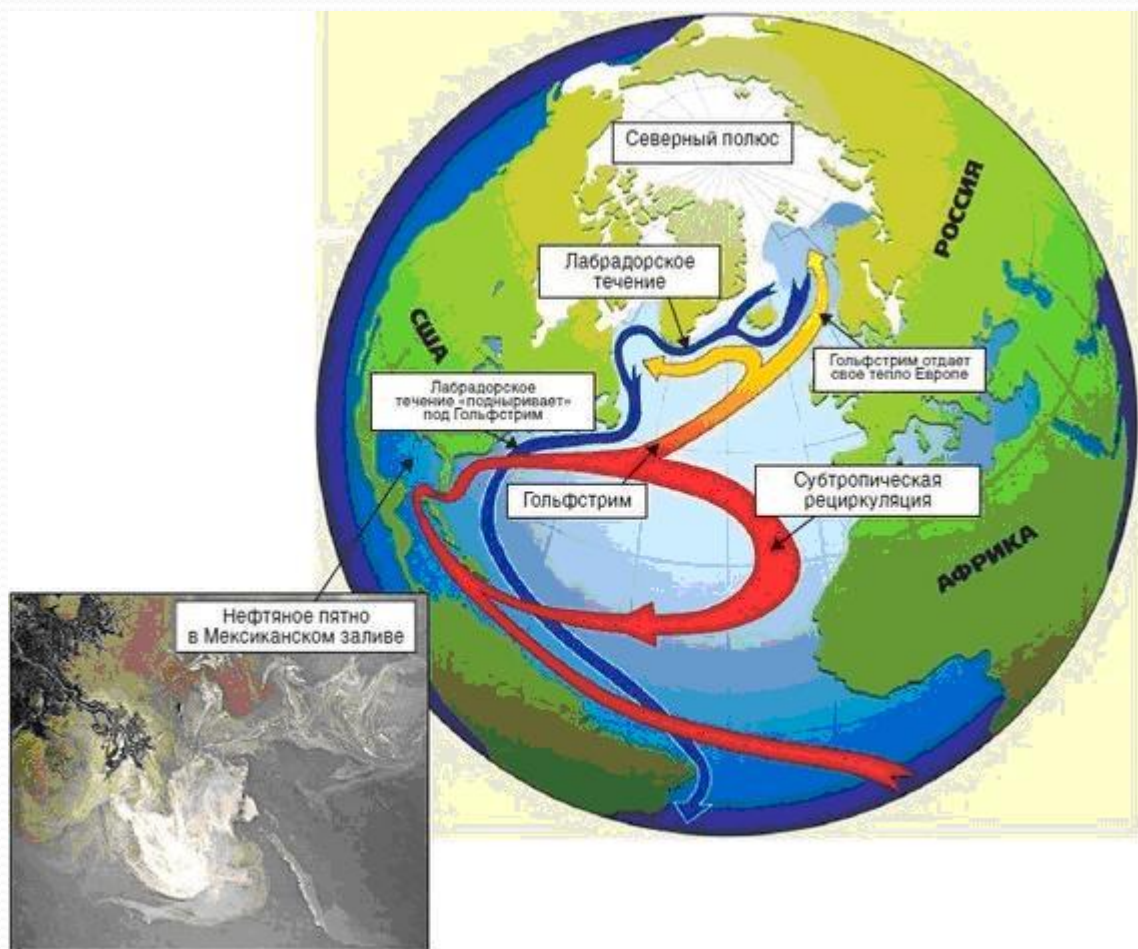 Северный полюс
РОССИЯ
Лабрадорское
течение
США
Гольфстрим отдает
свое тепло Европе
Лабрадорское
течение «подныривает»
под Гольфстрим
Гольфстрим
Субтропическая
рециркуляция
АФРИКА
Нефтяное пятно
в Мексиканском заливе